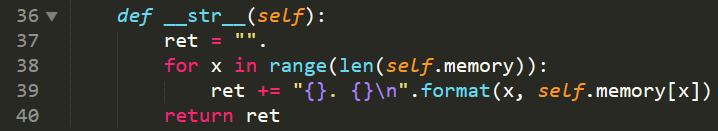 36 def __str__(self):
37 ret = "".
38 for x in range(len(self.memory)):
39 ret += "{}. {}\n".format(x, self.memory[x])
40 return ret